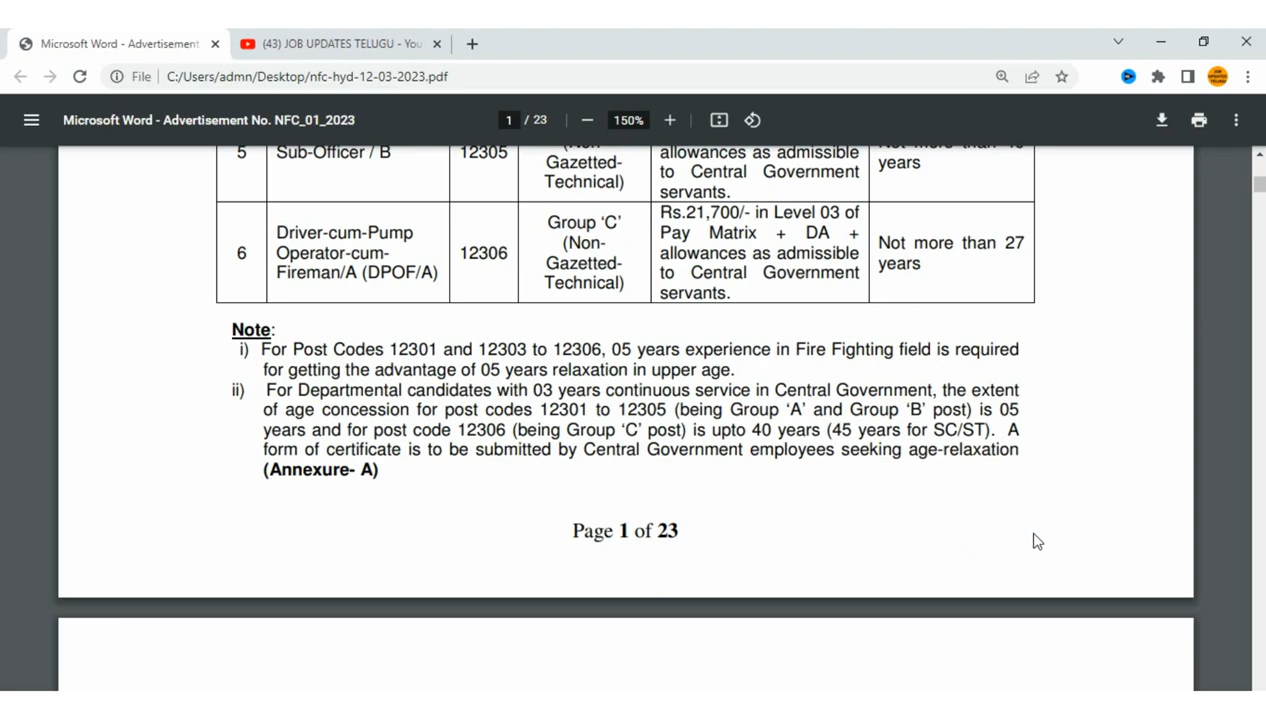 Microsoft Word - Advertisement
(43) JOB UPDATES TELUGU - You
File
C:/Users/admn/Desktop/nfc-hyd-12-03-2023.pdf
Microsoft Word - Advertisement No. NFC_01_2023
1 / 23
150%
5
Sub-Officer / B
12305
Gazetted-
Technical)
allowances as admissible
to Central Government
servants.
years
6
Driver-cum-Pump
Operator-cum-
Fireman/A (DPOF/A)
12306
Group ‘C’
(Non-
Gazetted-
Technical)
Rs.21,700/- in Level 03 of
Pay Matrix + DA +
allowances as admissible
to Central Government
servants.
Not more than 27
years
Note:
i) For Post Codes 12301 and 12303 to 12306, 05 years experience in Fire Fighting field is required
for getting the advantage of 05 years relaxation in upper age.
ii) For Departmental candidates with 03 years continuous service in Central Government, the extent
of age concession for post codes 12301 to 12305 (being Group ‘A’ and Group ‘B’ post) is 05
years and for post code 12306 (being Group ‘C’ post) is upto 40 years (45 years for SC/ST). A
form of certificate is to be submitted by Central Government employees seeking age-relaxation
(Annexure- A)
Page 1 of 23